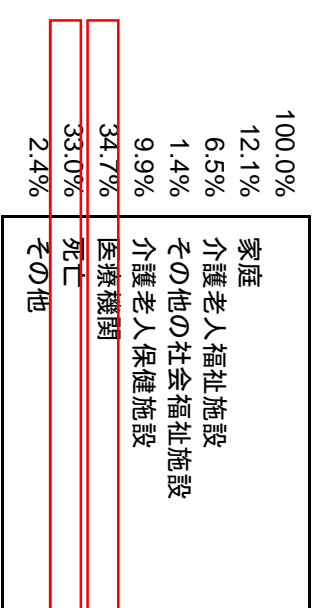 100.0%
12.1% 家庭
6.5% 介護老人福祉施設
1.4% その他の社会福祉施設
9.9% 介護老人保健施設
34.7% 医療機関
33.0% 死亡
2.4% その他